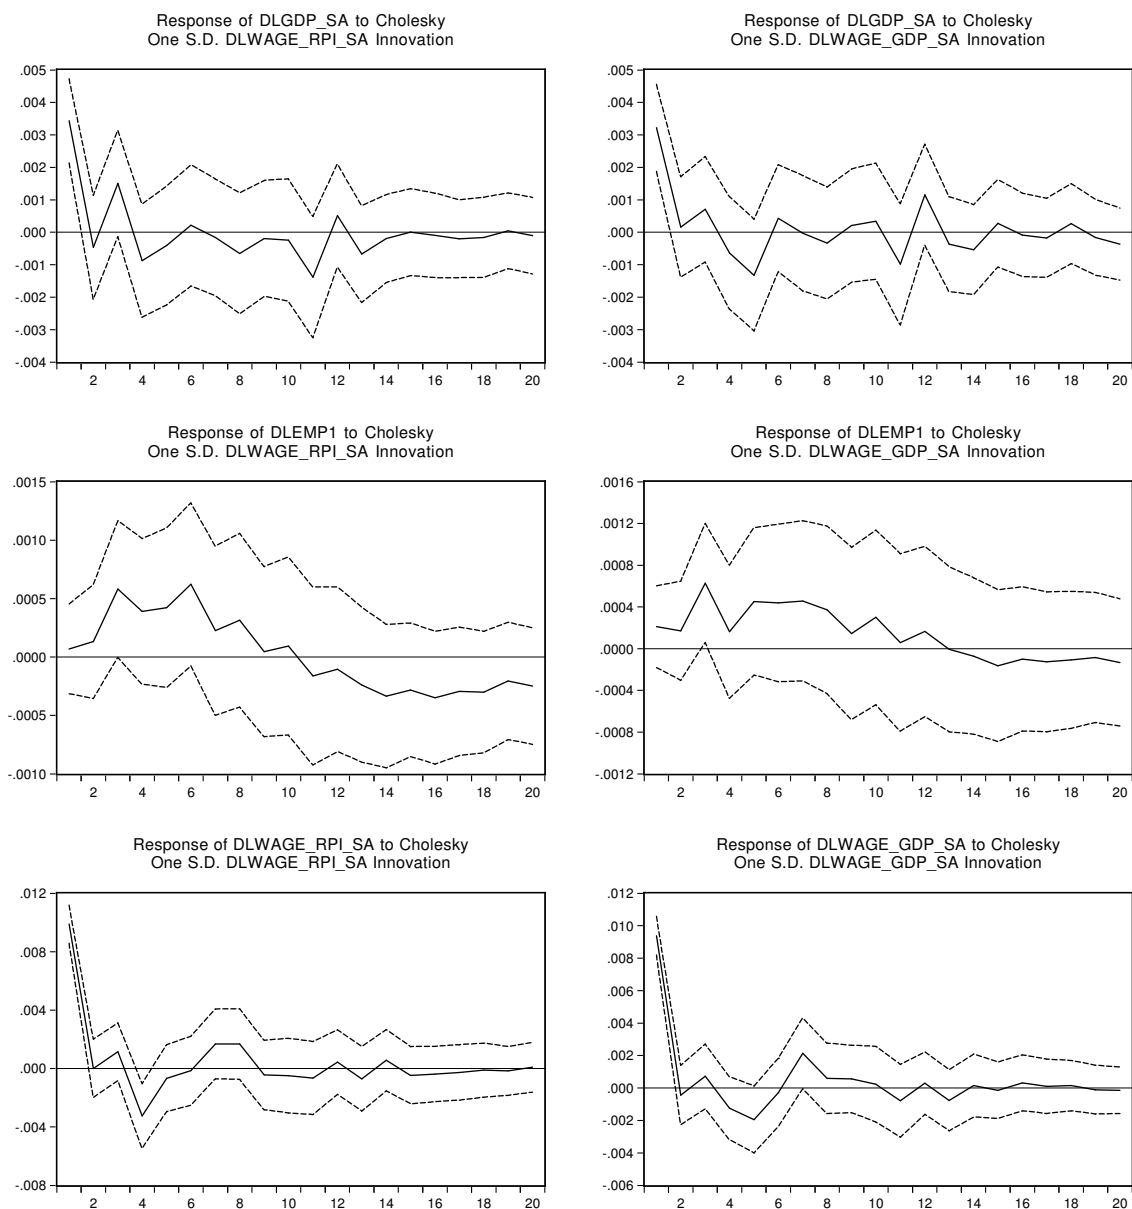 Response of DLGDP_SA to Cholesky
One S.D. DLWAGE_RPI_SA Innovation
.005
.004
.003
.002
.001
.000
-.001
-.002
-.003
-.004
2 4 6 8 10 12 14 16 18 20
Response of DLGDP_SA to Cholesky
One S.D. DLWAGE_GDP_SA Innovation
.005
.004
.003
.002
.001
.000
-.001
-.002
-.003
-.004
2 4 6 8 10 12 14 16 18 20
Response of DLEMP1 to Cholesky
One S.D. DLWAGE_RPI_SA Innovation
.0015
.0010
.0005
.0000
-.0005
-.0010
2 4 6 8 10 12 14 16 18 20
Response of DLEMP1 to Cholesky
One S.D. DLWAGE_GDP_SA Innovation
.0016
.0012
.0008
.0004
.0000
-.0004
-.0008
-.0012
2 4 6 8 10 12 14 16 18 20
Response of DLWAGE_RPI_SA to Cholesky
One S.D. DLWAGE_RPI_SA Innovation
.012
.008
.004
.000
-.004
-.008
2 4 6 8 10 12 14 16 18 20
Response of DLWAGE_GDP_SA to Cholesky
One S.D. DLWAGE_GDP_SA Innovation
.012
.010
.008
.006
.004
.002
.000
-.002
-.004
-.006
2 4 6 8 10 12 14 16 18 20